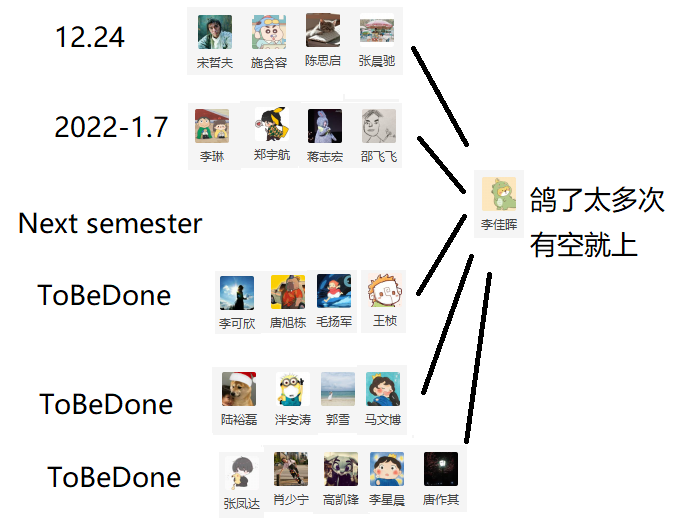 12.24
宋哲夫 施含容 陈思启 张晨驰
2022-1.7
李琳 郑宇航 蒋志宏 邵飞飞
李佳晖
鸽了太多次
有空就上
Next semester
ToBeDone
李可欣 唐旭栋 毛扬军 王桢
ToBeDone
陆裕磊 泮安涛 郭雪 马文博
ToBeDone
张凤达 肖少宁 高凯锋 李星晨 唐作其